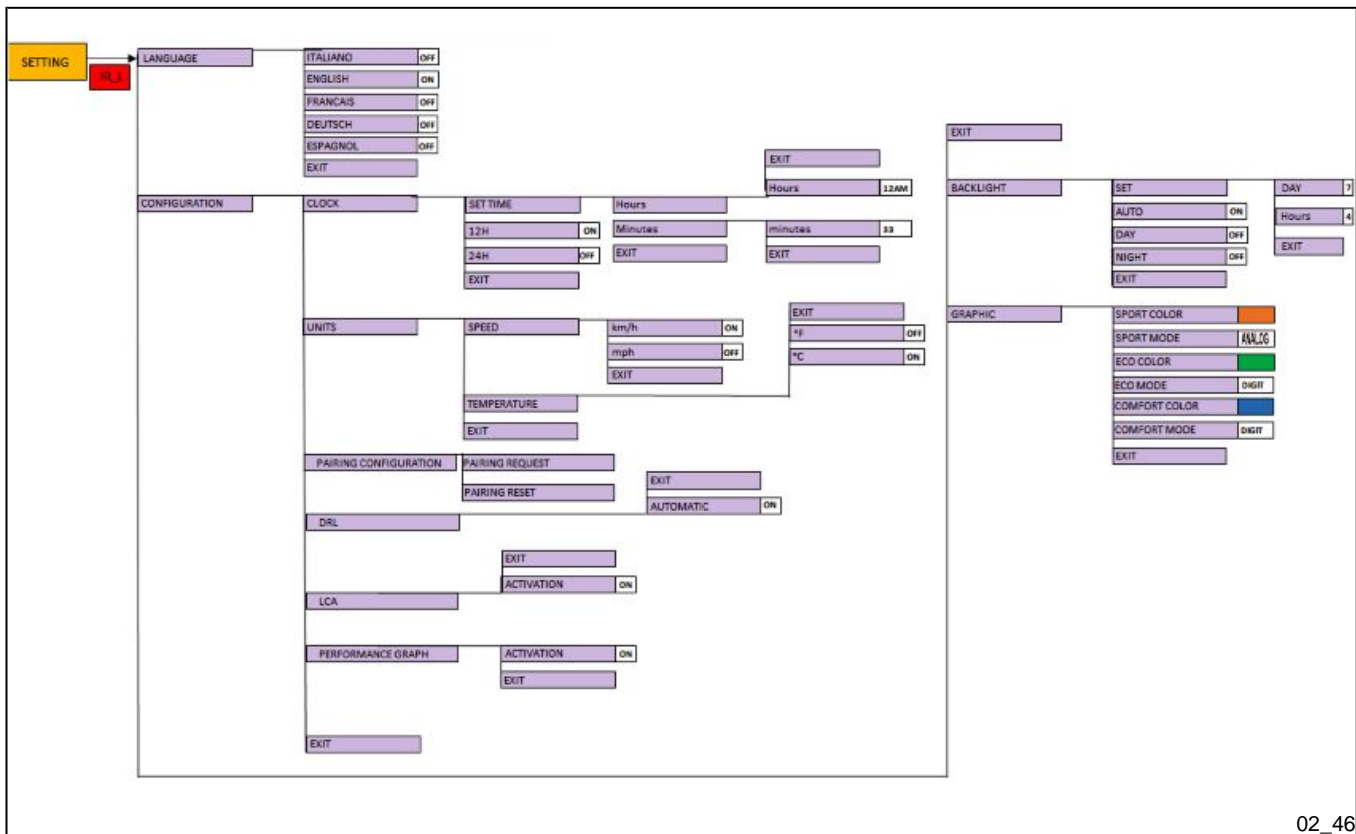 SETTING
JR_L
LANGUAGE
ITALIANO OFF
ENGLISH ON
FRANCAIS OFF
DEUTSCH OFF
ESPAGNOL OFF
EXIT
CONFIGURATION
CLOCK
SET TIME
12H ON
24H OFF
EXIT
Hours
Minutes
EXIT
EXIT
Hours 12AM
minutes 33
EXIT
UNITS
SPEED
km/h ON
mph OFF
EXIT
TEMPERATURE
EXIT
EXIT
°F OFF
°C ON
PAIRING CONFIGURATION
PAIRING REQUEST
PAIRING RESET
DRL
EXIT
AUTOMATIC ON
LCA
EXIT
ACTIVATION ON
PERFORMANCE GRAPH
ACTIVATION ON
EXIT
EXIT
EXIT
BACKLIGHT
SET
AUTO ON
DAY OFF
NIGHT OFF
EXIT
DAY 7
Hours 4
EXIT
GRAPHIC
SPORT COLOR
SPORT MODE ANALOG
ECO COLOR
ECO MODE DIGIT
COMFORT COLOR
COMFORT MODE DIGIT
EXIT
02_46